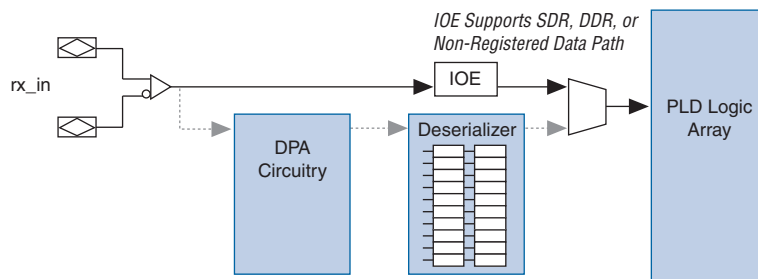 IOE Supports SDR, DDR, or
Non-Registered Data Path
rx_in
IOE
PLD Logic
Array
DPA
Circuitry
Deserializer